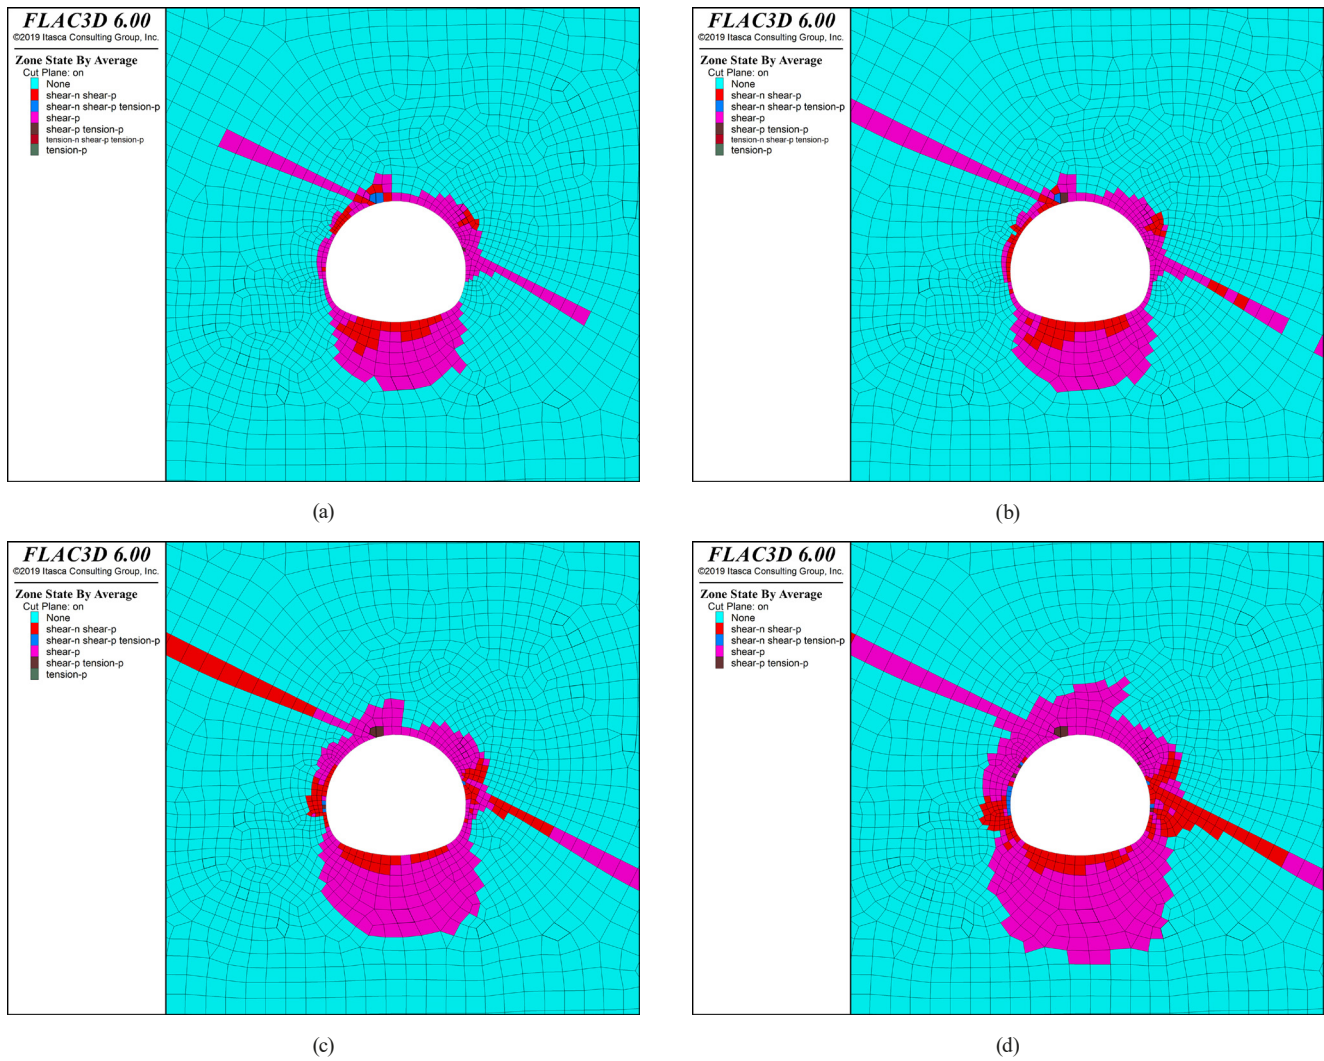 FLAC3D 6.00
©2019 Itasca Consulting Group, Inc.
Zone State By Average
Cut Plane: on
None
shear-n shear-p
shear-n shear-p tension-p
shear-p
shear-p tension-p
tension-n shear-p tension-p
tension-p
(a)
FLAC3D 6.00
©2019 Itasca Consulting Group, Inc.
Zone State By Average
Cut Plane: on
None
shear-n shear-p
shear-n shear-p tension-p
shear-p
shear-p tension-p
tension-n shear-p tension-p
tension-p
(b)
FLAC3D 6.00
©2019 Itasca Consulting Group, Inc.
Zone State By Average
Cut Plane: on
None
shear-n shear-p
shear-n shear-p tension-p
shear-p
shear-p tension-p
tension-p
(c)
FLAC3D 6.00
©2019 Itasca Consulting Group, Inc.
Zone State By Average
Cut Plane: on
None
shear-n shear-p
shear-n shear-p tension-p
shear-p
shear-p tension-p
(d)